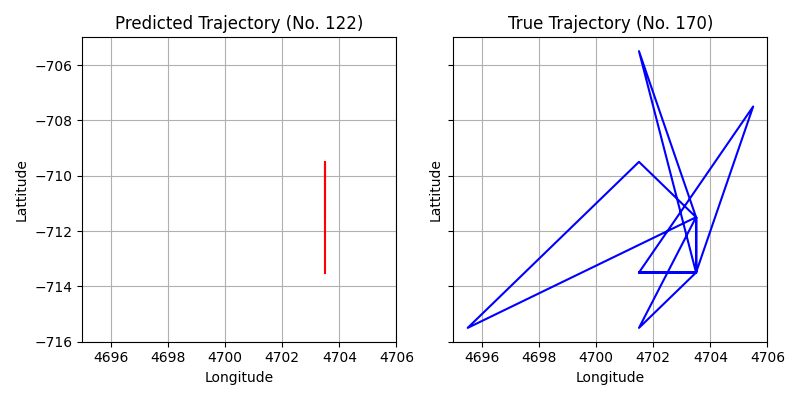 Predicted Trajectory (No. 122)
True Trajectory (No. 170)
−706
−708
−710
−712
−714
−716
Lattitude
Lattitude
4696 4698 4700 4702 4704 4706
4696 4698 4700 4702 4704 4706
Longitude
Longitude